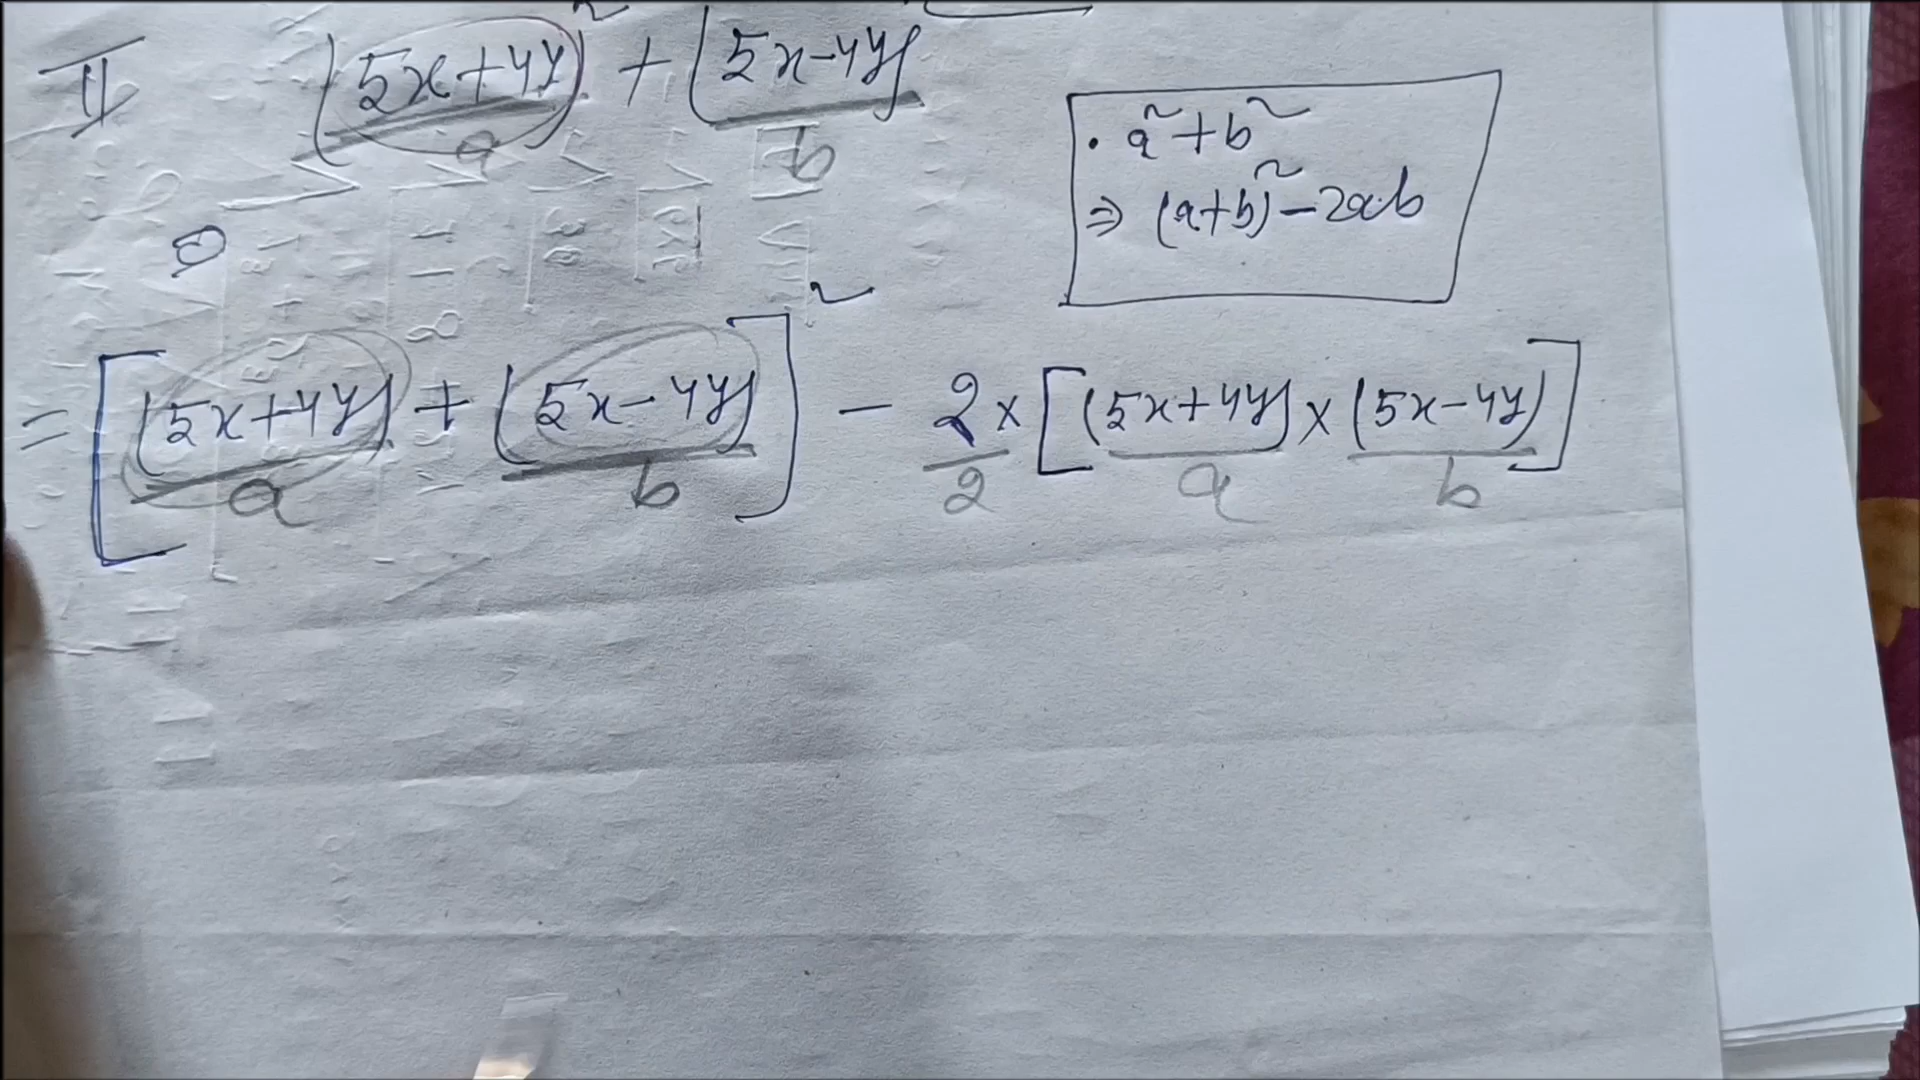 II (5x+4y)² + (5x-4y)
a b
• a²+b²
⇒ (a+b)²-2ab
= [(5x+4y) + (5x-4y)]² - 2 × [(5x+4y) × (5x-4y)]
a b 2 a b